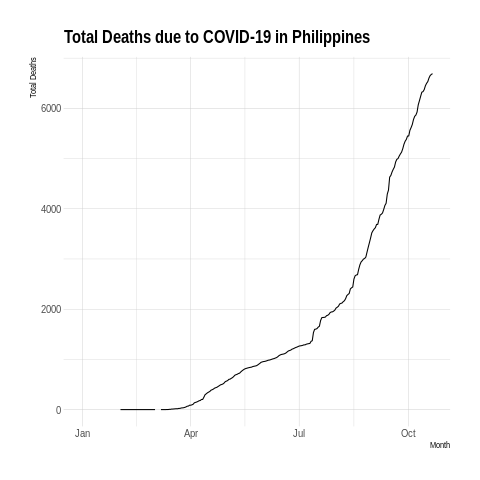 Total Deaths due to COVID-19 in Philippines
Total Deaths
6000
4000
2000
0
Jan Apr Jul Oct
Month